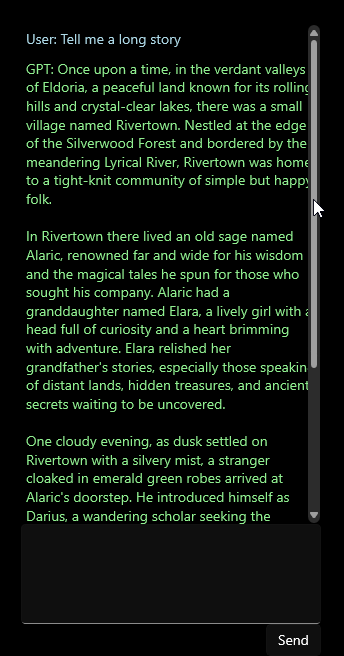 User: Tell me a long story
GPT: Once upon a time, in the verdant valleys
of Eldoria, a peaceful land known for its rolling
hills and crystal-clear lakes, there was a small
village named Rivertown. Nestled at the edge
of the Silverwood Forest and bordered by the
meandering Lyrical River, Rivertown was home
to a tight-knit community of simple but happy
folk.
In Rivertown there lived an old sage named
Alaric, renowned far and wide for his wisdom
and the magical tales he spun for those who
sought his company. Alaric had a
granddaughter named Elara, a lively girl with a
head full of curiosity and a heart brimming
with adventure. Elara relished her
grandfather's stories, especially those speakin
of distant lands, hidden treasures, and ancient
secrets waiting to be uncovered.
One cloudy evening, as dusk settled on
Rivertown with a silvery mist, a stranger
cloaked in emerald green robes arrived at
Alaric's doorstep. He introduced himself as
Darius, a wandering scholar seeking the
Send